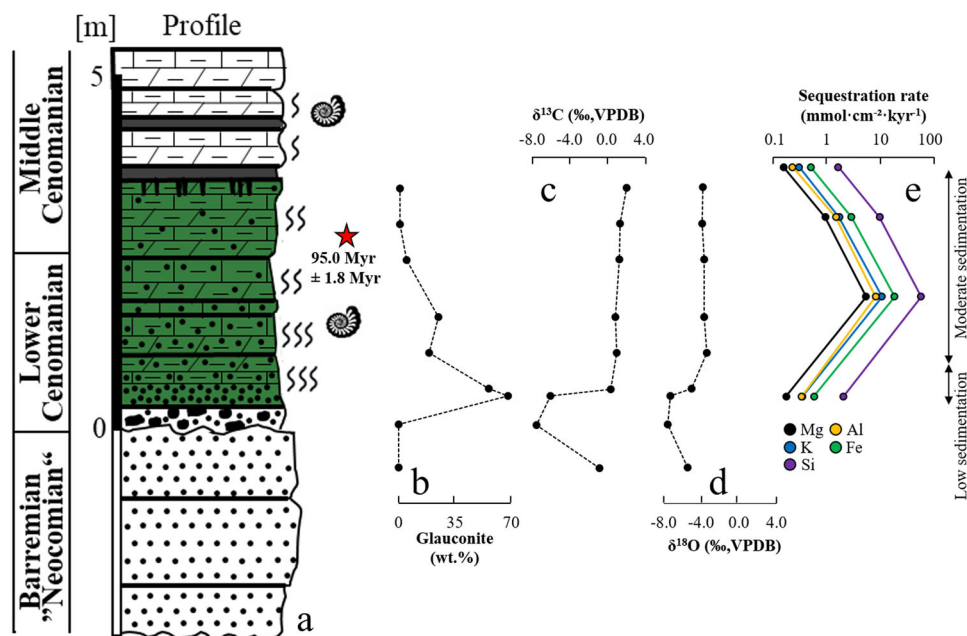 [m]
Profile
Middle
Cenomanian
Lower
Cenomanian
Barremian
”Neocomian“
5
0
95.0 Myr
± 1.8 Myr
a
0 35 70
Glauconite
(wt.%)
b
δ¹³C (‰,VPDB)
-8.0 -4.0 0.0 4.0
c
d
-8.0 -4.0 0.0 4.0
δ¹⁸O (‰,VPDB)
Sequestration rate
(mmol·cm⁻²·kyr⁻¹)
0.1 1 10 100
e
Mg Al
K Fe
Si
Moderate sedimentation
Low sedimentation